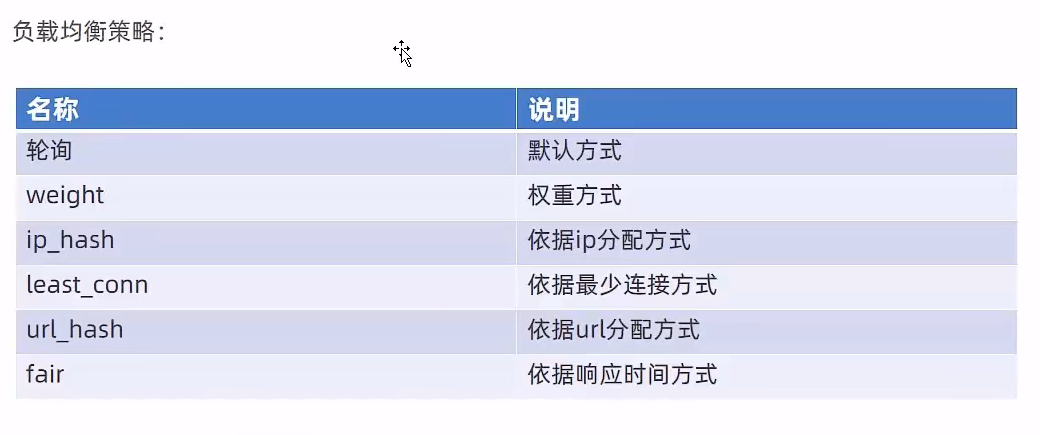 负载均衡策略：
名称 说明
轮询 默认方式
weight 权重方式
ip_hash 依据ip分配方式
least_conn 依据最少连接方式
url_hash 依据url分配方式
fair 依据响应时间方式